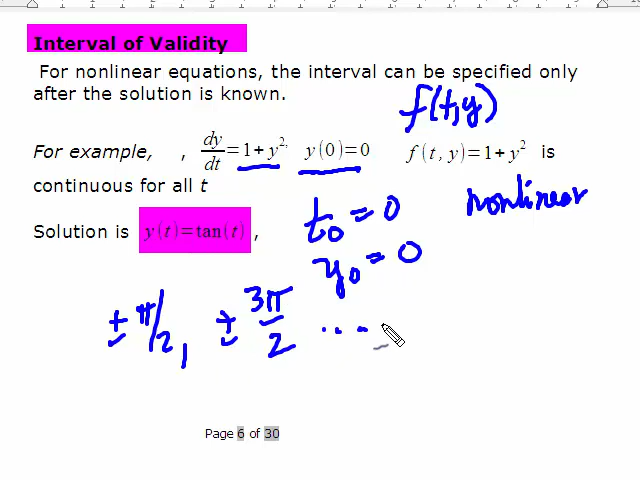 Interval of Validity
For nonlinear equations, the interval can be specified only
after the solution is known.
f(t,y)
For example, , dy/dt = 1 + y², y(0)=0 f(t, y)=1+y² is
continuous for all t
nonlinear
Solution is y(t)=tan(t) ,
t₀ = 0
y₀ = 0
± π/2, ± 3π/2 ...
Page 6 of 30